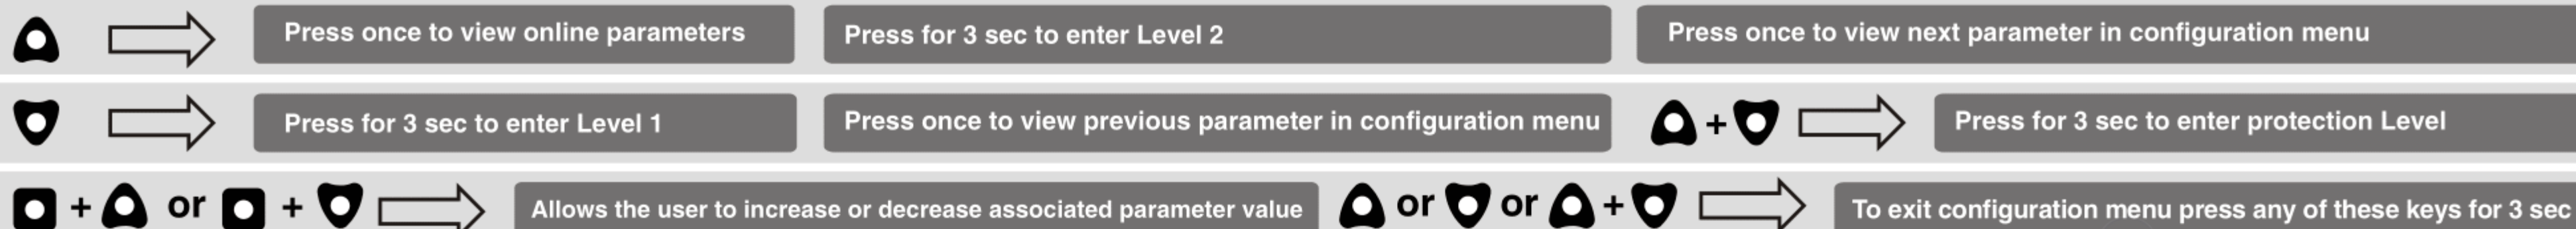 Press once to view online parameters
Press for 3 sec to enter Level 2
Press once to view next parameter in configuration menu
Press for 3 sec to enter Level 1
Press once to view previous parameter in configuration menu
+
Press for 3 sec to enter protection Level
+ or +
Allows the user to increase or decrease associated parameter value
or or +
To exit configuration menu press any of these keys for 3 sec